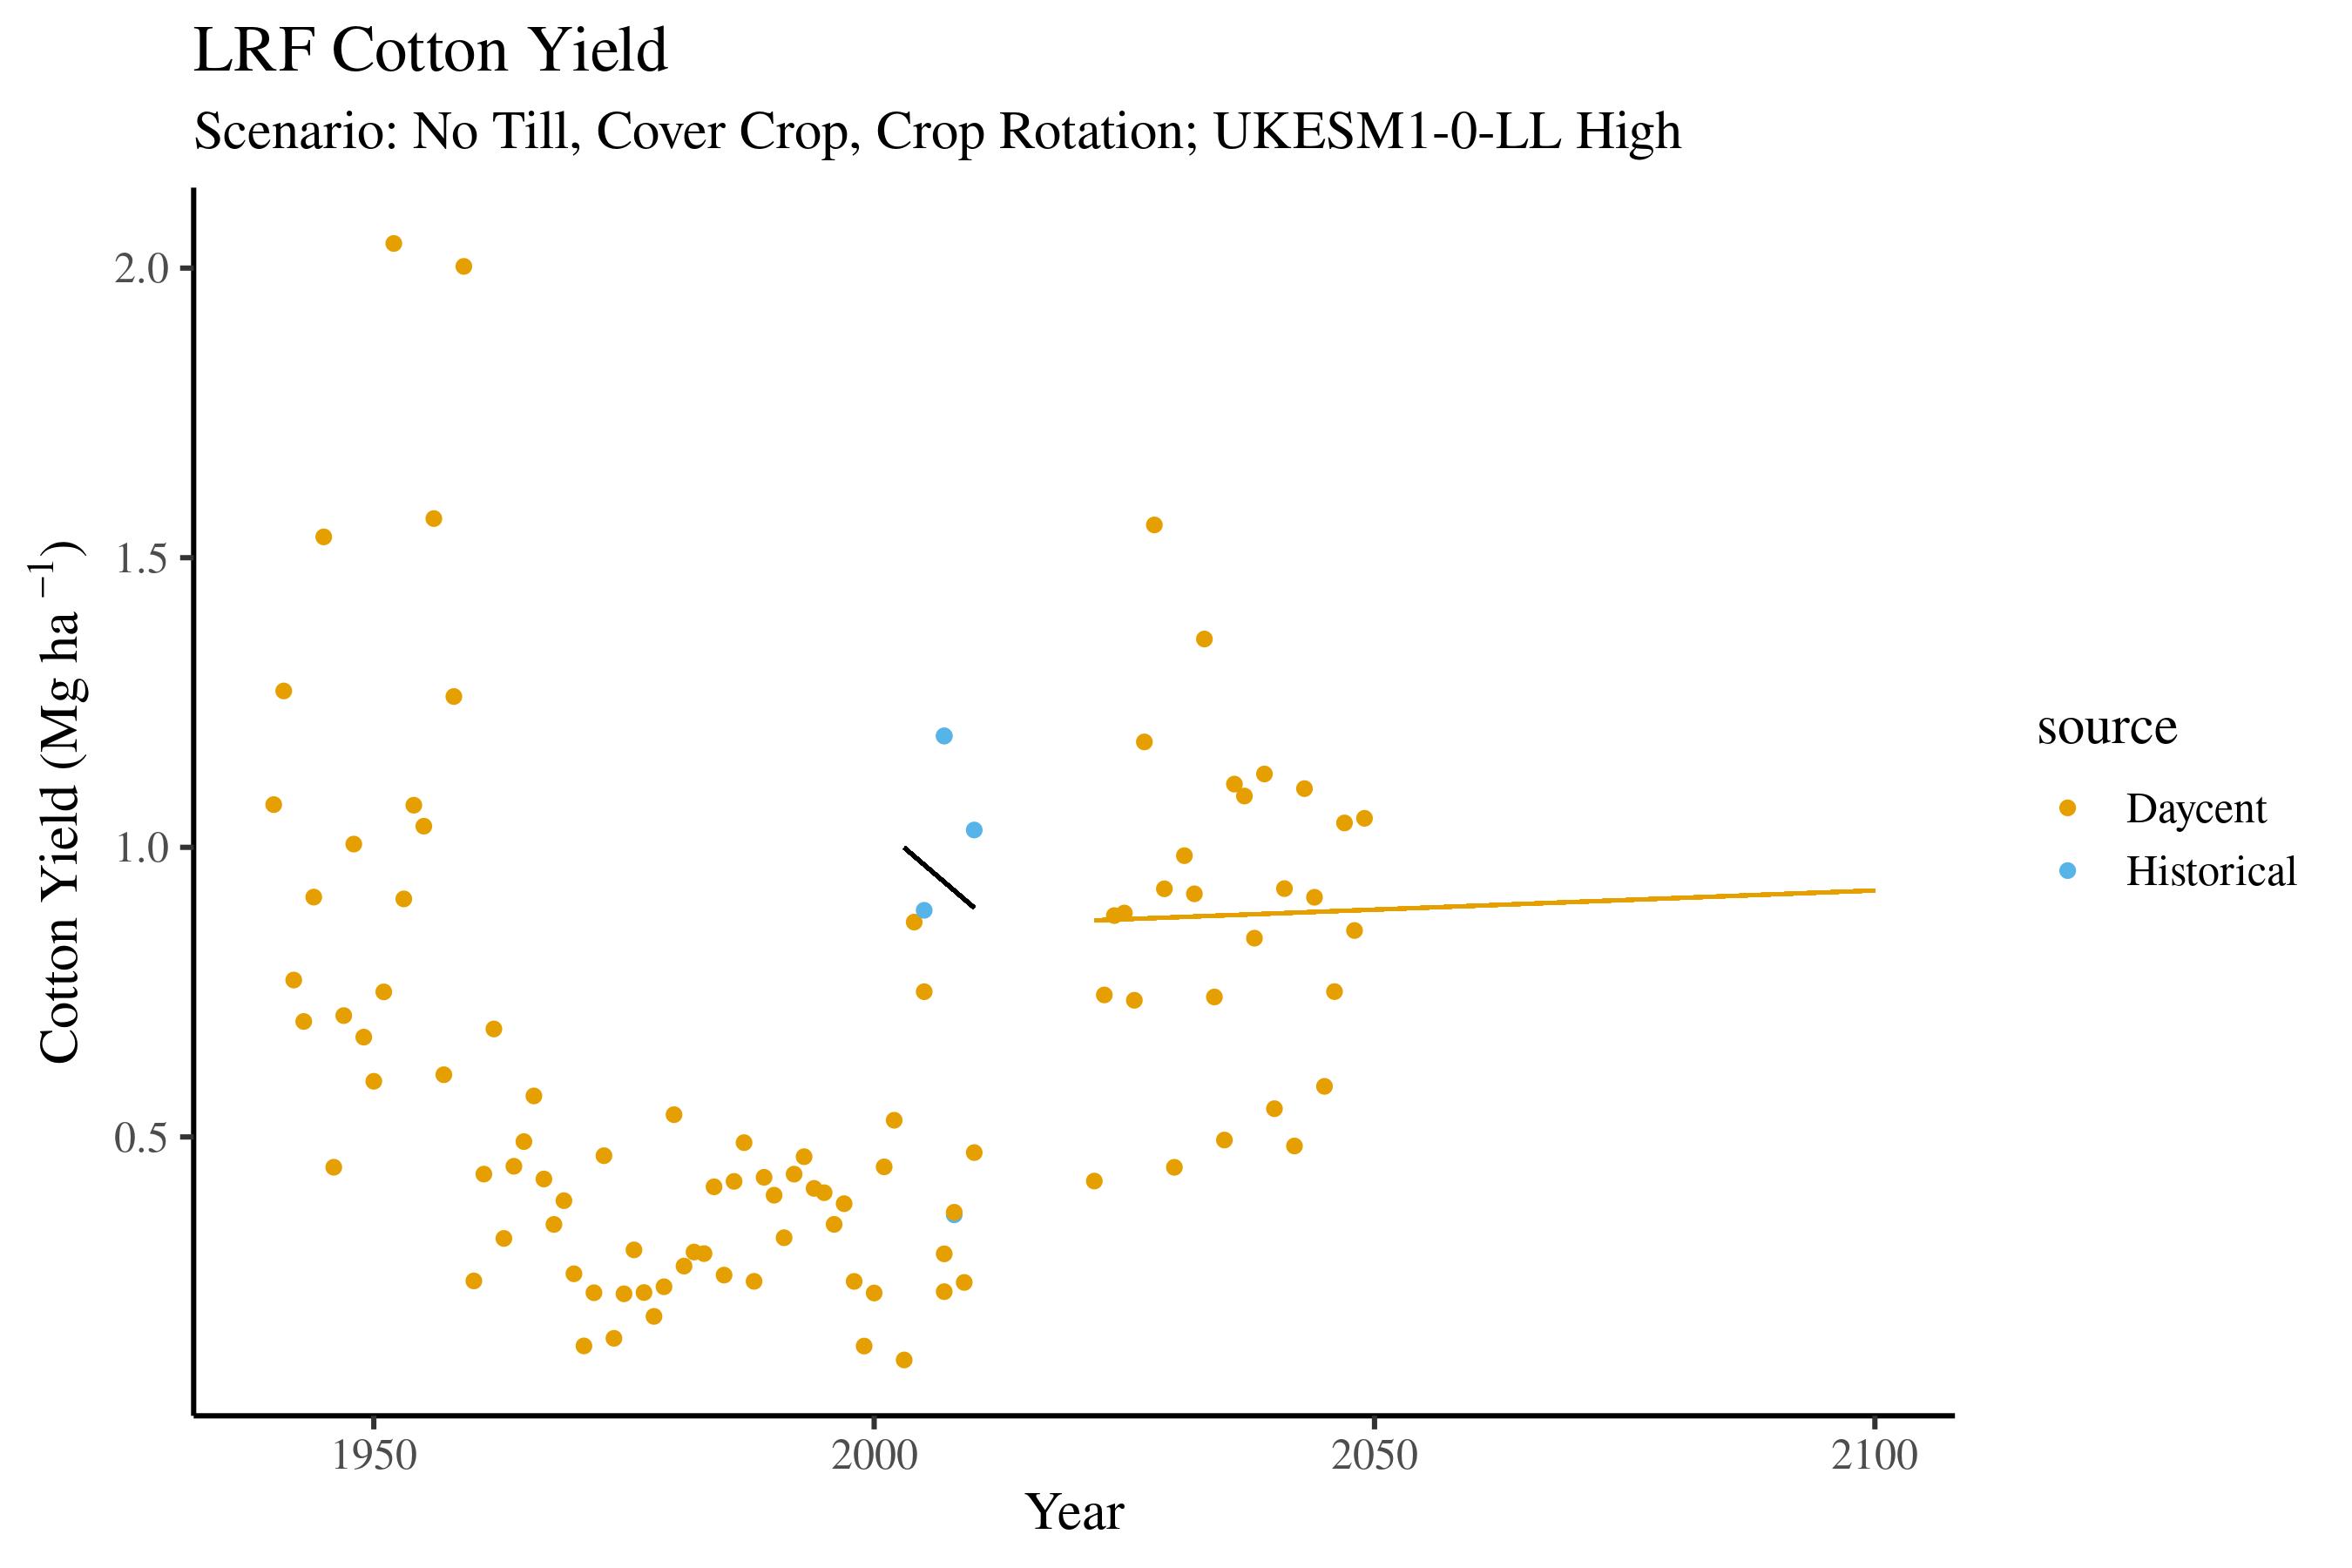 LRF Cotton Yield
Scenario: No Till, Cover Crop, Crop Rotation; UKESM1-0-LL High
Cotton Yield (Mg ha −1)
2.0
1.5
1.0
0.5
1950
2000
2050
2100
Year
source
Daycent
Historical